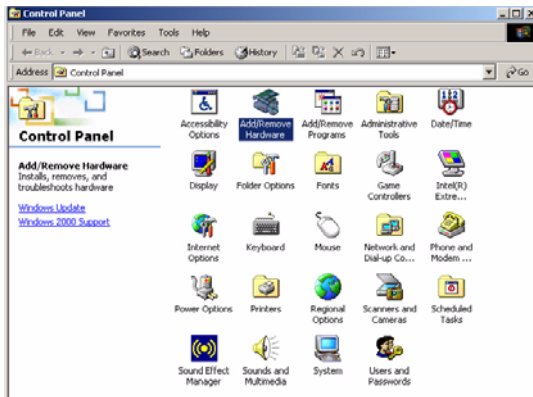 Control Panel
File Edit View Favorites Tools Help
Back Search Folders History
Address Control Panel Go
Control Panel
Add/Remove Hardware
Installs, removes, and
troubleshoots hardware
Windows Update
Windows 2000 Support
Accessibility Options
Add/Remove Hardware
Add/Remove Programs
Administrative Tools
Date/Time
Display
Folder Options
Fonts
Game Controllers
Intel(R) Extre...
Internet Options
Keyboard
Mouse
Network and Dial-up Co...
Phone and Modem ...
Power Options
Printers
Regional Options
Scanners and Cameras
Scheduled Tasks
Sound Effect Manager
Sounds and Multimedia
System
Users and Passwords